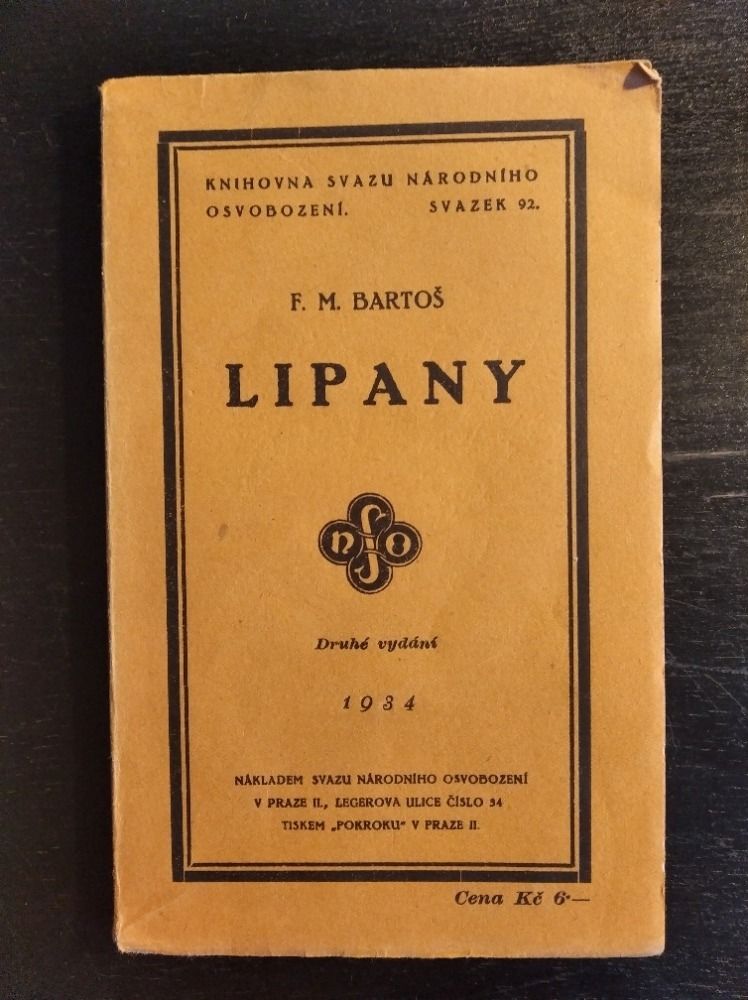 KNIHOVNA SVAZU NÁRODNÍHO
OSVOBOZENÍ. SVAZEK 92.
F. M. BARTOŠ
LIPANY
S
N O
Druhé vydání
1934
NÁKLADEM SVAZU NÁRODNÍHO OSVOBOZENÍ
V PRAZE II., LEGEROVA ULICE ČÍSLO 34
TISKEM „POKROKU" V PRAZE II.
Cena Kč 6·—